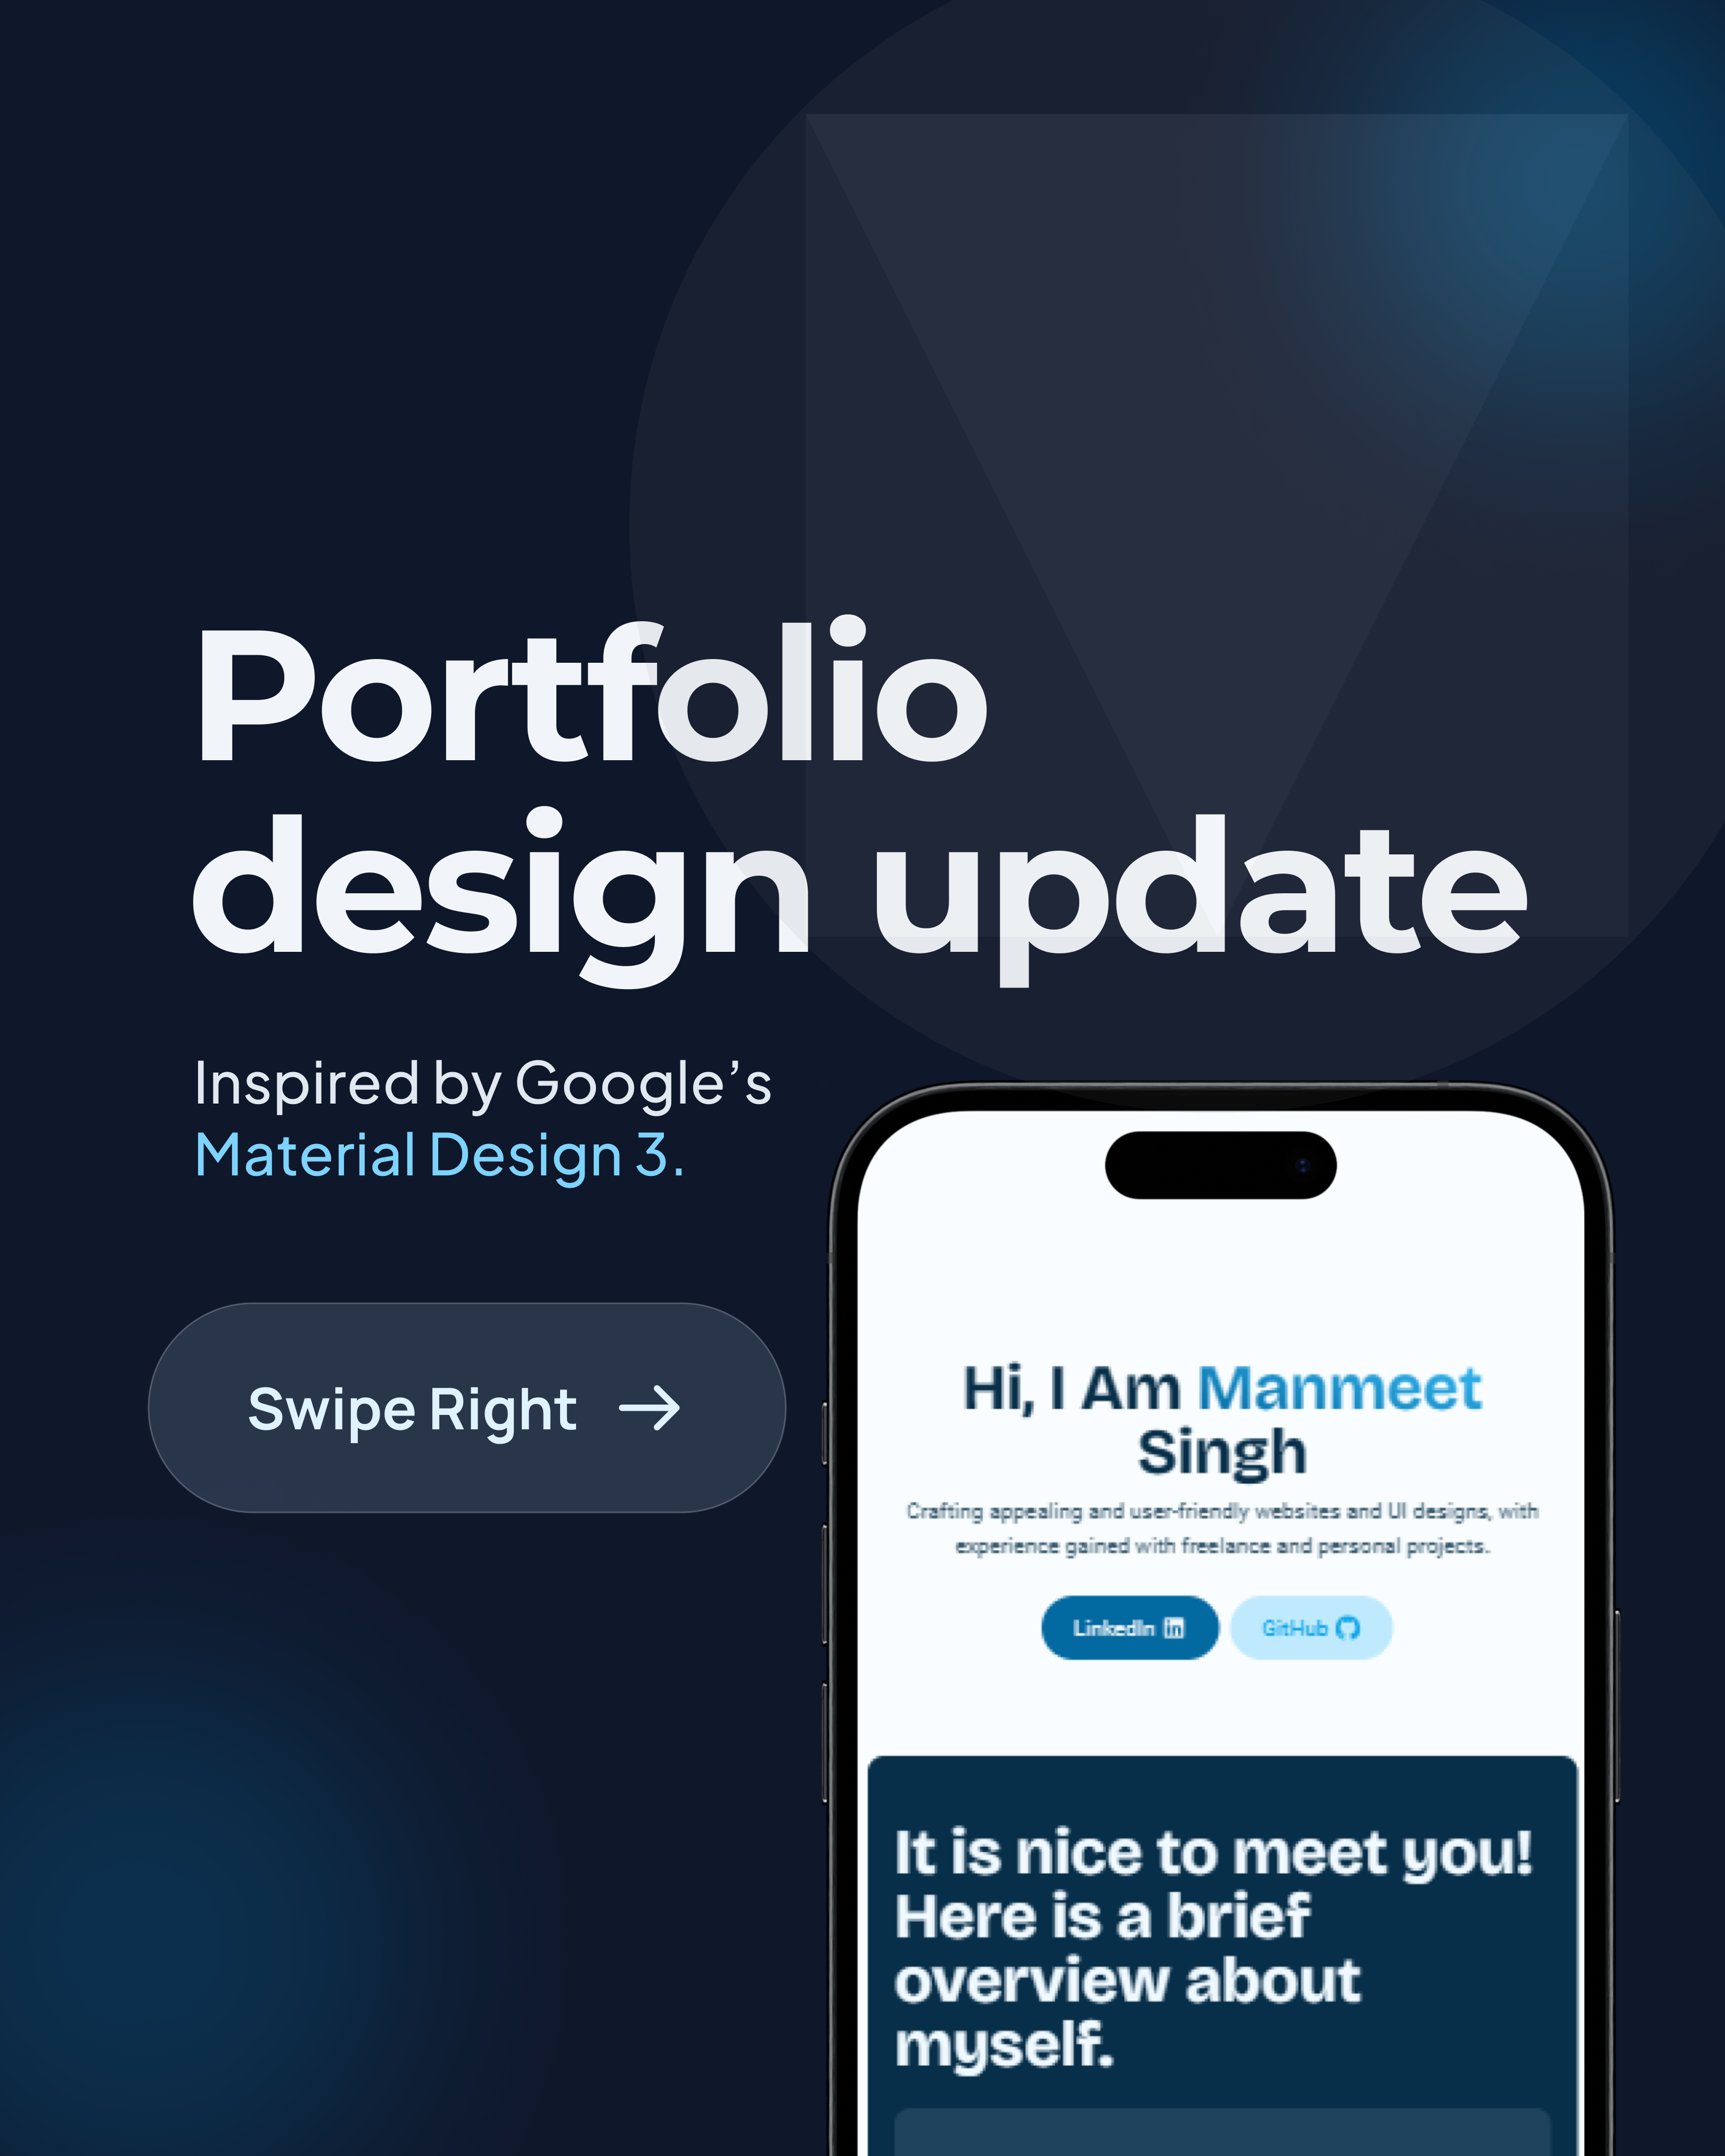 Portfolio
design update
Inspired by Google’s
Material Design 3.
Swipe Right
Hi, I Am Manmeet
Singh
Crafting appealing and user-friendly websites and UI designs, with
experience gained with freelance and personal projects.
LinkedIn in
GitHub
It is nice to meet you!
Here is a brief
overview about
myself.